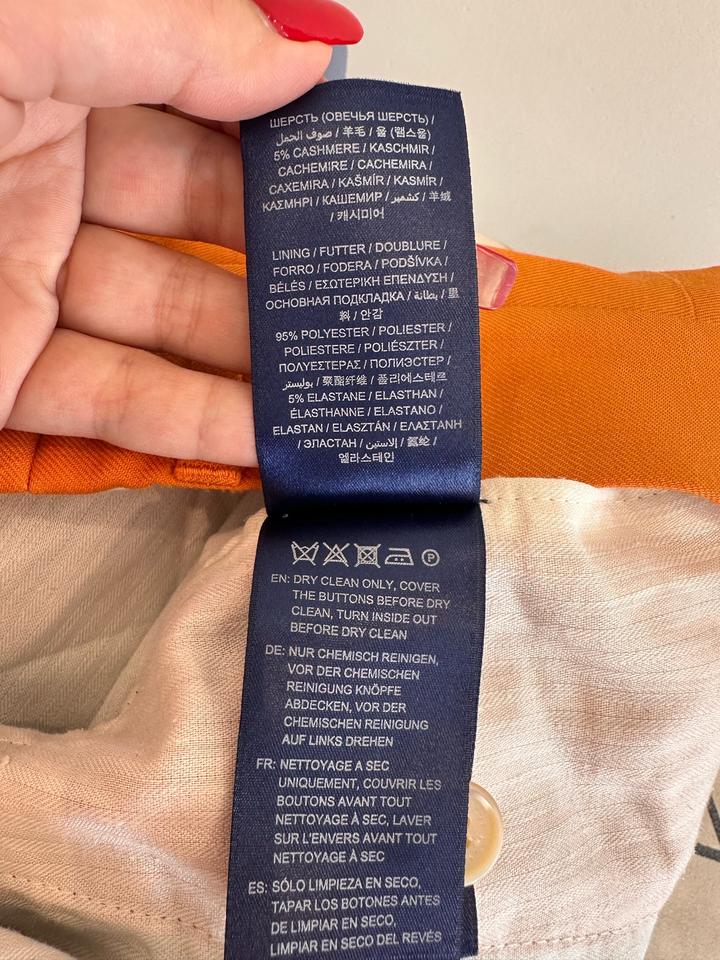 ШЕРСТЬ (ОВЕЧЬЯ ШЕРСТЬ) /
صوف الحمل / 羊毛 / 울 (램스울)
5% CASHMERE / KASCHMIR /
CACHEMIRE / CACHEMIRA /
CAXEMIRA / KAŠMÍR / KASMÍR /
ΚΑΣΜΗΡΙ / КАШЕМИР / كشمير / 羊绒
/ 캐시미어
LINING / FUTTER / DOUBLURE /
FORRO / FODERA / PODŠÍVKA /
BÉLÉS / ΕΣΩΤΕΡΙΚΗ ΕΠΕΝΔΥΣΗ /
ОСНОВНАЯ ПОДКЛАДКА / بطانة / 里
料 / 안감
95% POLYESTER / POLIESTER /
POLIESTERE / POLIÉSZTER /
ΠΟΛΥΕΣΤΕΡΑΣ / ПОЛИЭСТЕР /
بوليستر / 聚酯纤维 / 폴리에스테르
5% ELASTANE / ELASTHAN /
ÉLASTHANNE / ELASTANO /
ELASTAN / ELASZTÁN / ΕΛΑΣΤΑΝΗ
/ ЭЛАСТАН / إلاستين / 氨纶 /
엘라스테인
P
EN: DRY CLEAN ONLY, COVER
THE BUTTONS BEFORE DRY
CLEAN, TURN INSIDE OUT
BEFORE DRY CLEAN
DE: NUR CHEMISCH REINIGEN,
VOR DER CHEMISCHEN
REINIGUNG KNÖPFE
ABDECKEN, VOR DER
CHEMISCHEN REINIGUNG
AUF LINKS DREHEN
FR: NETTOYAGE A SEC
UNIQUEMENT, COUVRIR LES
BOUTONS AVANT TOUT
NETTOYAGE À SEC, LAVER
SUR L'ENVERS AVANT TOUT
NETTOYAGE À SEC
ES: SÓLO LIMPIEZA EN SECO,
TAPAR LOS BOTONES ANTES
DE LIMPIAR EN SECO,
LIMPIAR EN SECO DEL REVÉS